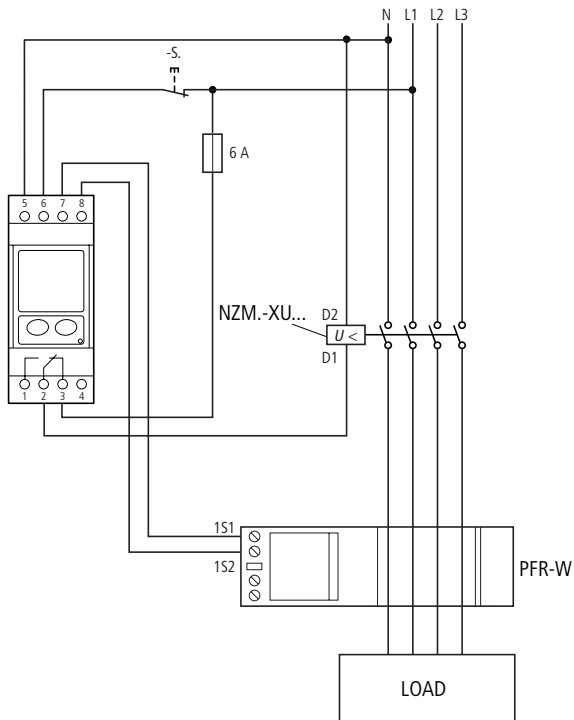 N L1 L2 L3
-S.
6 A
5 6 7 8
NZM.-XU...
D2
U <
D1
1 2 3 4
1S1
1S2
PFR-W
LOAD